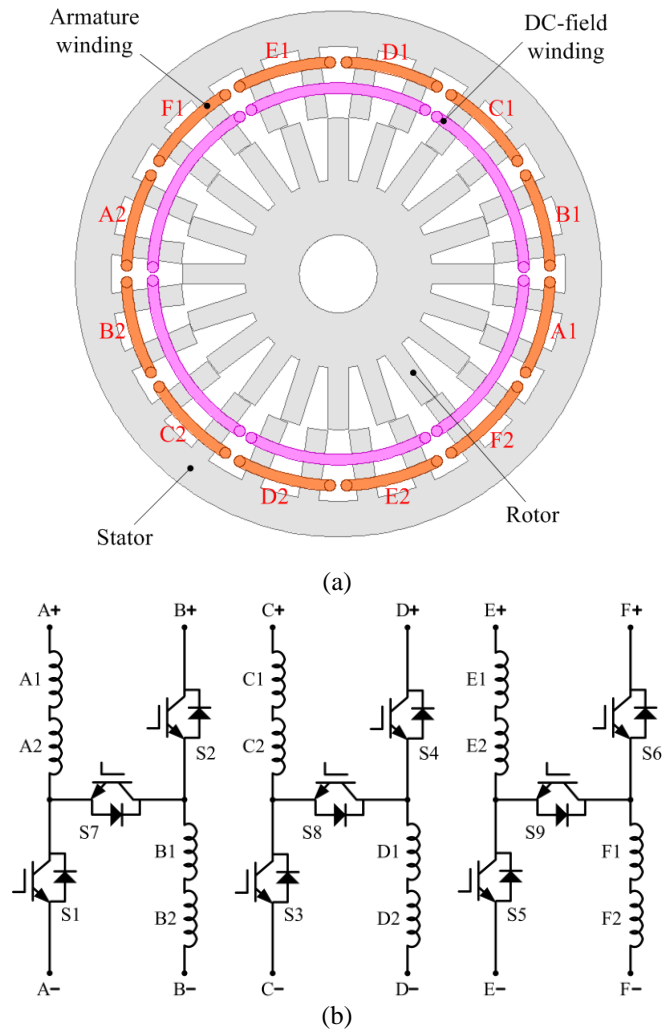 Armature winding
DC-field winding
E1 D1
F1 C1
A2 B1
B2 A1
C2 F2
D2 E2
Stator
Rotor
(a)
A+ B+ C+ D+ E+ F+
A1 C1 E1
A2 S2 C2 S4 E2 S6
S7 S8 S9
B1 D1 F1
S1 B2 S3 D2 S5 F2
A− B− C− D− E− F−
(b)